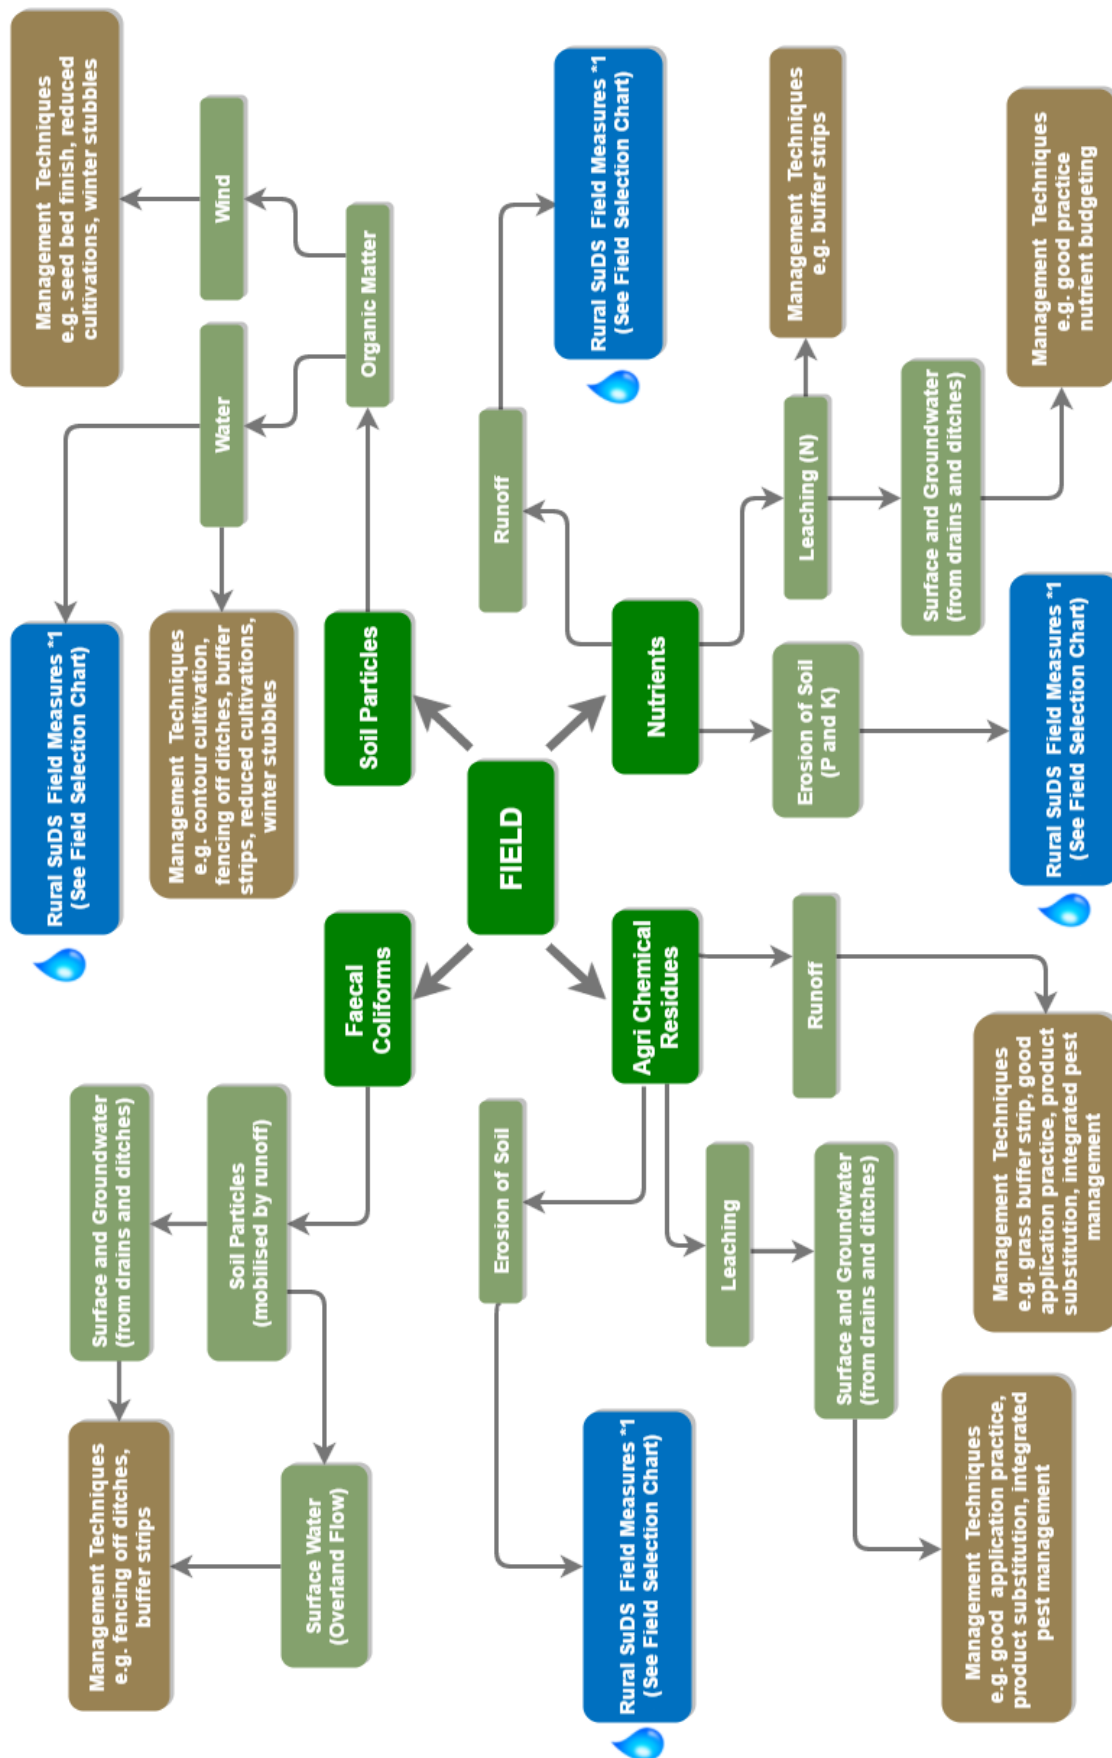 Management Techniques
e.g. fencing off ditches,
buffer strips
Surface and Groundwater
(from drains and ditches)
Soil Particles
(mobilised by runoff)
Surface Water
(Overland Flow)
Faecal
Coliforms
Rural SuDS Field Measures *1
(See Field Selection Chart)
Management Techniques
e.g. contour cultivation,
fencing off ditches, buffer
strips, reduced cultivations,
winter stubbles
Management Techniques
e.g. seed bed finish, reduced
cultivations, winter stubbles
Water
Wind
Organic Matter
Soil Particles
FIELD
Erosion of Soil
Rural SuDS Field Measures *1
(See Field Selection Chart)
Agri Chemical
Residues
Leaching
Runoff
Surface and Groundwater
(from drains and ditches)
Management Techniques
e.g. good application practice,
product substitution, integrated
pest management
Management Techniques
e.g. grass buffer strip, good
application practice, product
substitution, integrated pest
management
Runoff
Rural SuDS Field Measures *1
(See Field Selection Chart)
Nutrients
Erosion of Soil
(P and K)
Leaching (N)
Management Techniques
e.g. buffer strips
Surface and Groundwater
(from drains and ditches)
Rural SuDS Field Measures *1
(See Field Selection Chart)
Management Techniques
e.g. good practice
nutrient budgeting